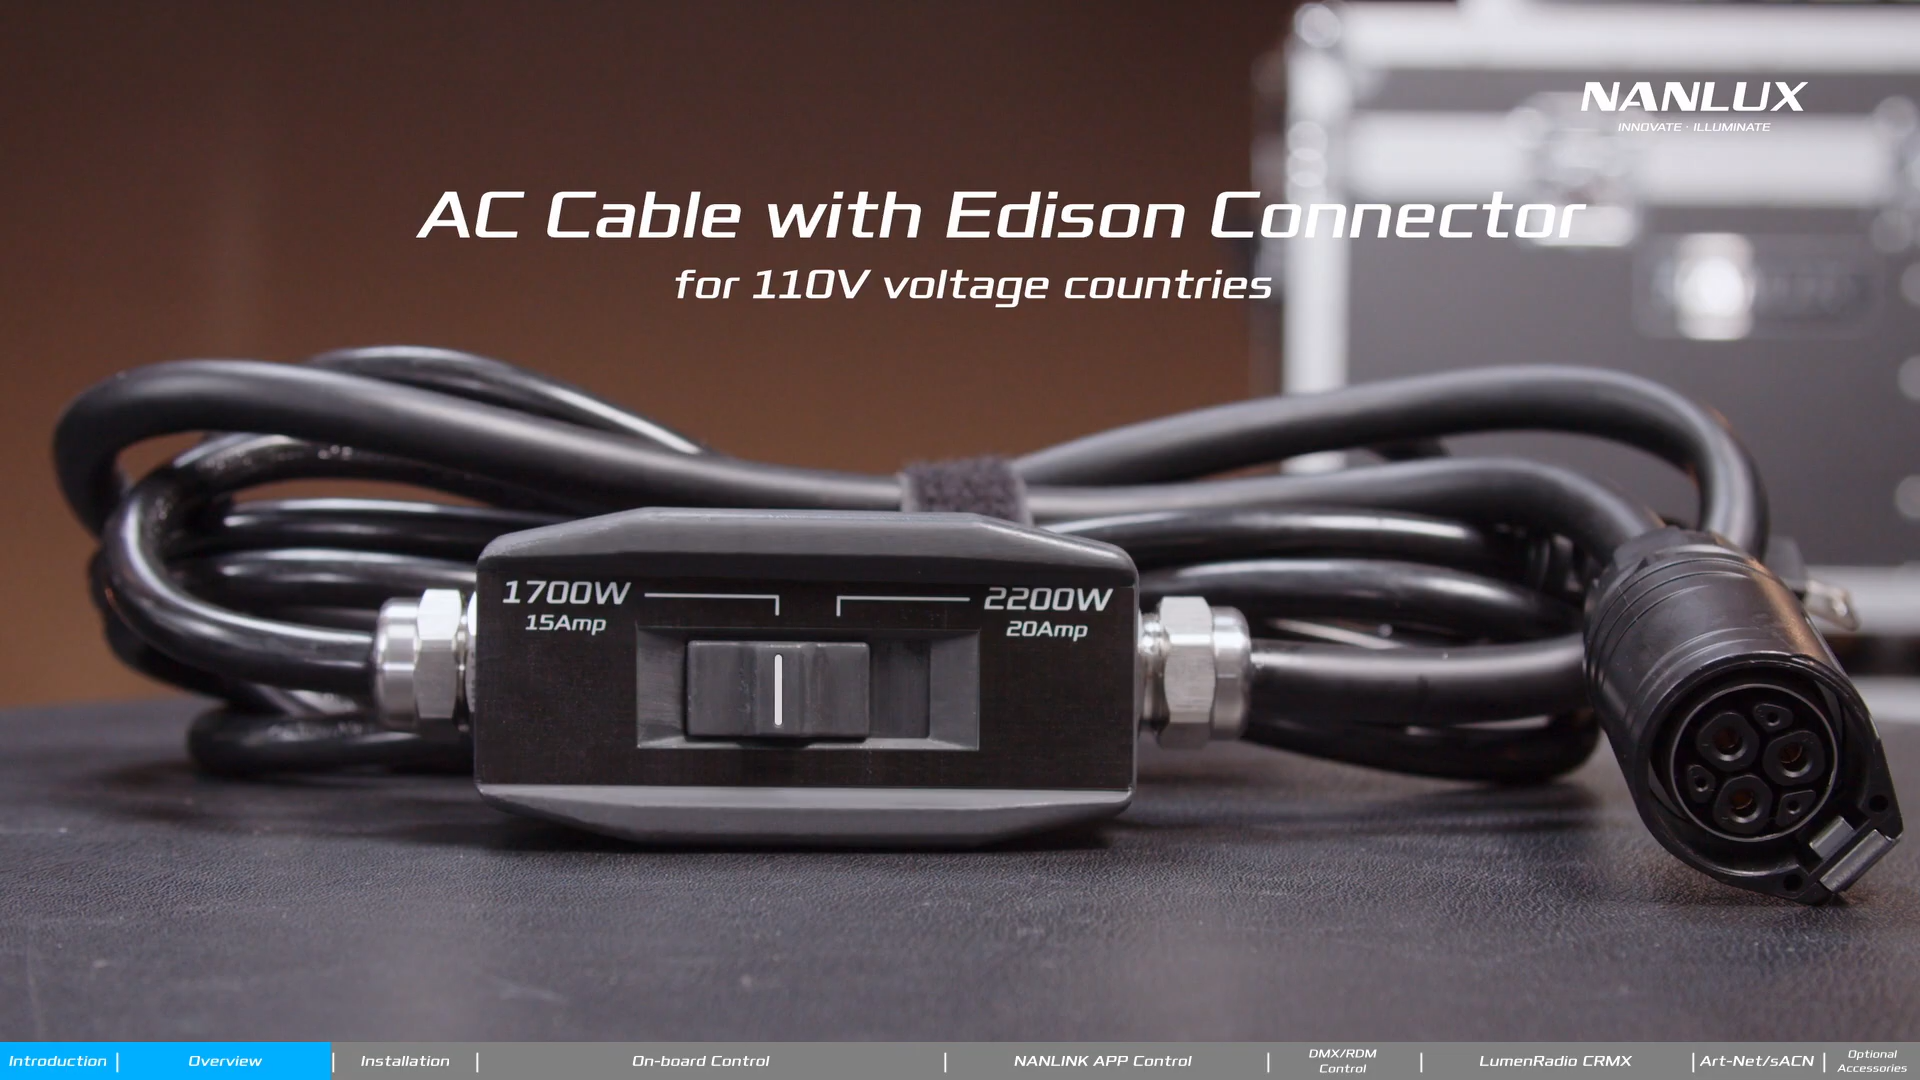 NANLUX
INNOVATE · ILLUMINATE
AC Cable with Edison Connector
for 110V voltage countries
1700W
15Amp
2200W
20Amp
Introduction | Overview | Installation | On-board Control | NANLINK APP Control | DMX/RDM Control | LumenRadio CRMX | Art-Net/sACN | Optional Accessories